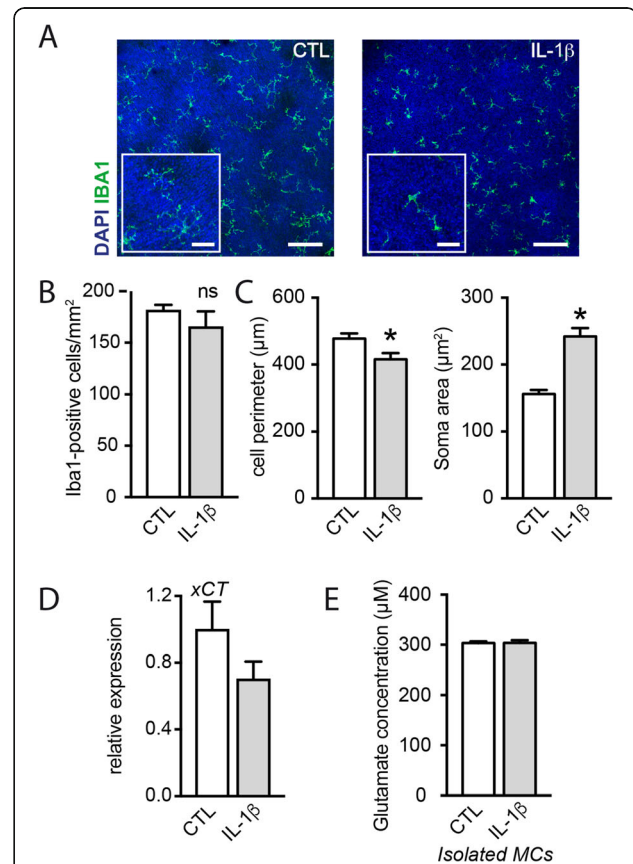 A
CTL
IL-1β
DAPI IBA1
B
Iba1-positive cells/mm²
200
150
100
50
0
ns
CTL
IL-1β
C
cell perimeter (μm)
600
400
200
0
*
CTL
IL-1β
Soma area (μm²)
300
200
100
0
*
CTL
IL-1β
D
relative expression
1.2
0.8
0.4
0.0
xCT
CTL
IL-1β
E
Glutamate concentration (μM)
400
300
200
100
0
CTL
IL-1β
Isolated MCs